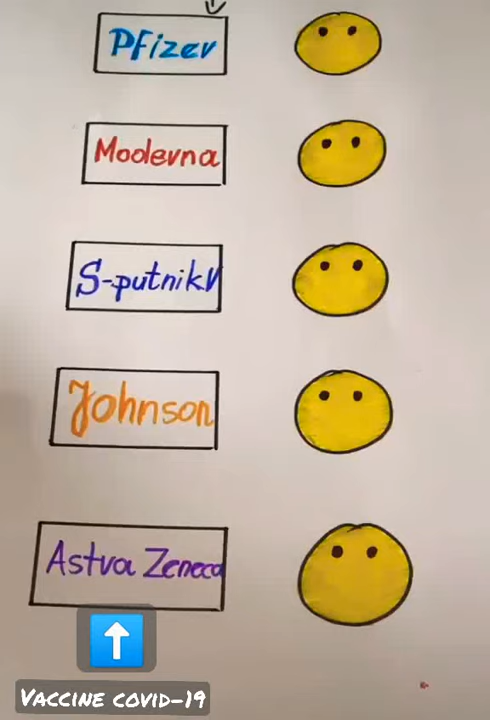 Pfizer
Moderna
S-putnikV
Johnson
Astra Zeneca
VACCINE COVID-19